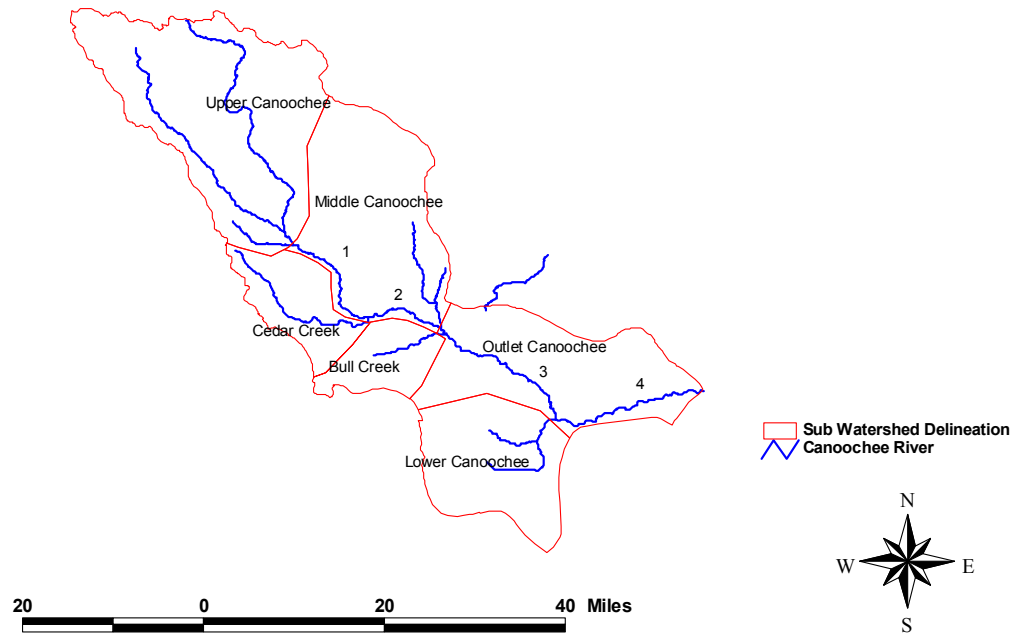 Upper Canoochee
Middle Canoochee
1
2
Cedar Creek
Bull Creek
Outlet Canoochee
3
4
Lower Canoochee
Sub Watershed Delineation
Canoochee River
N
W E
S
20 0 20 40 Miles